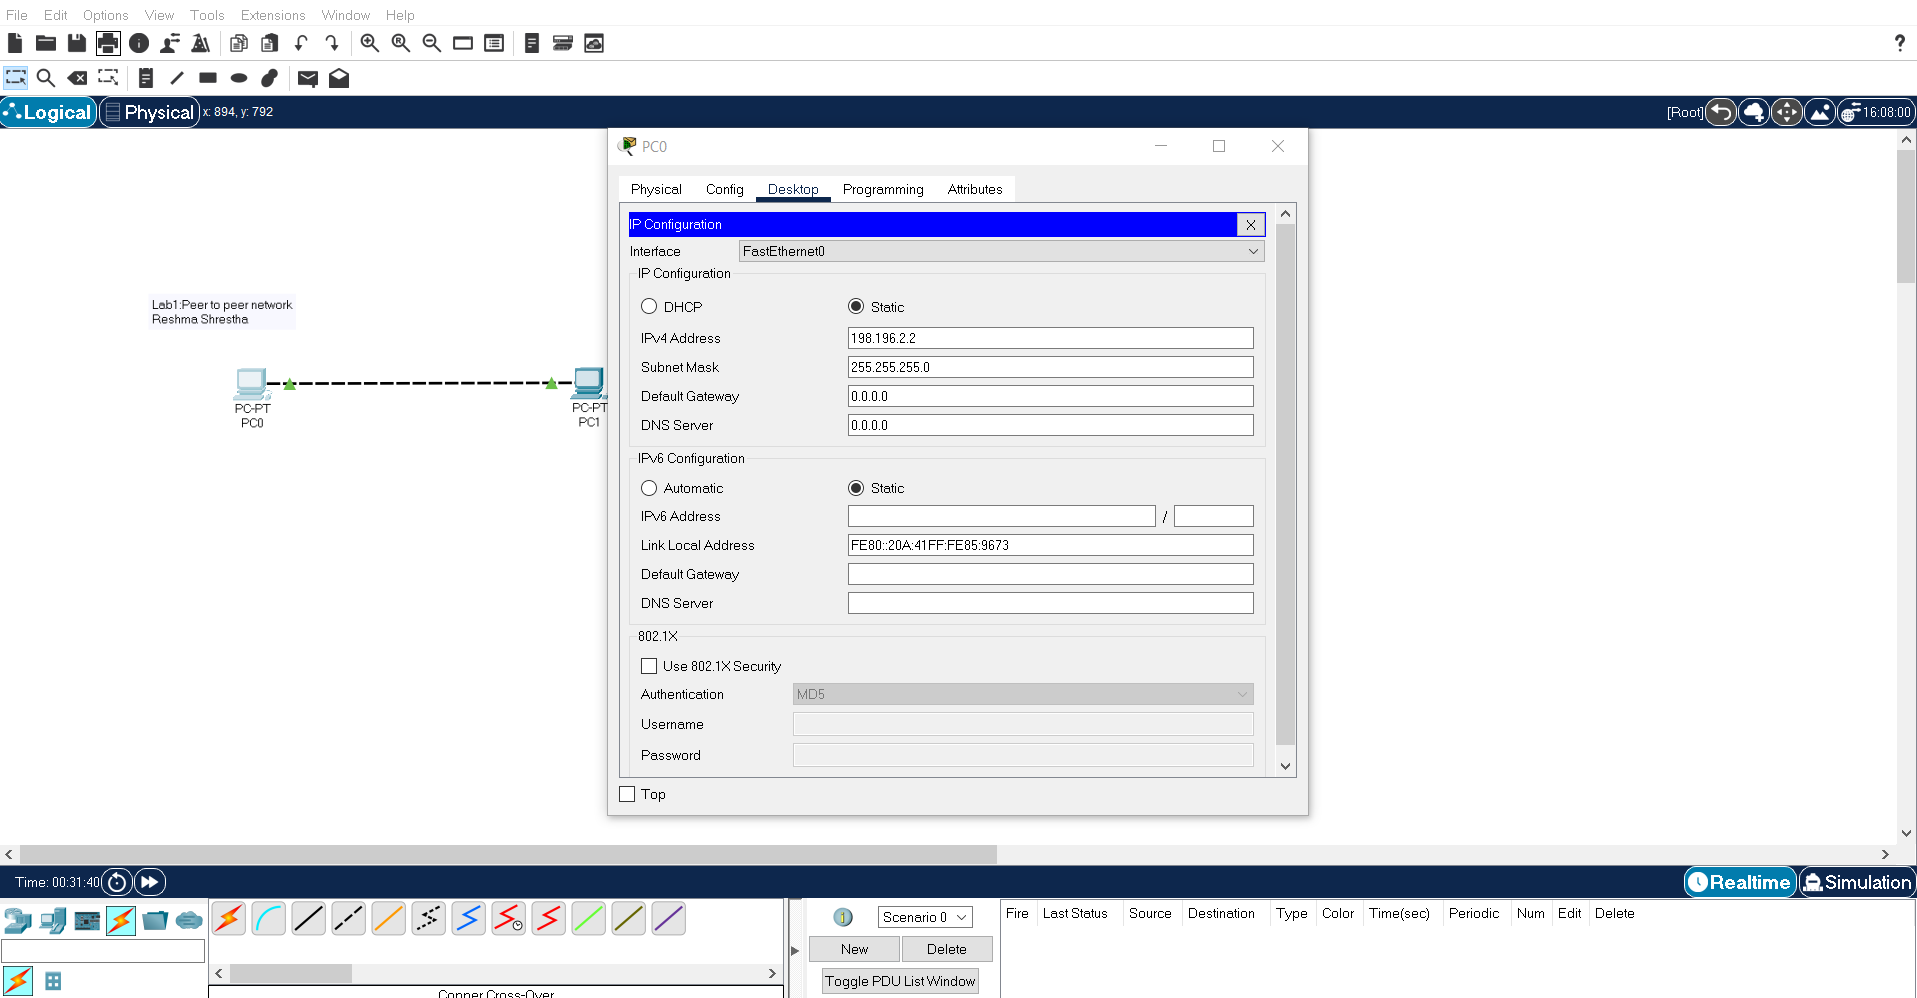 File Edit Options View Tools Extensions Window Help
?
Logical Physical x: 894, y: 792 [Root] 16:08:00
PC0
Physical Config Desktop Programming Attributes
IP Configuration X
Interface FastEthernet0
IP Configuration
DHCP Static
IPv4 Address 198.196.2.2
Subnet Mask 255.255.255.0
Default Gateway 0.0.0.0
DNS Server 0.0.0.0
IPv6 Configuration
Automatic Static
IPv6 Address /
Link Local Address FE80::20A:41FF:FE85:9673
Default Gateway
DNS Server
802.1X
Use 802.1X Security
Authentication MD5
Username
Password
Top
Lab1:Peer to peer network
Reshma Shrestha
PC-PT
PC0
PC-PT
PC1
Time: 00:31:40 Realtime Simulation
Scenario 0
New Delete
Toggle PDU List Window
Fire Last Status Source Destination Type Color Time(sec) Periodic Num Edit Delete
Copper Cross-Over